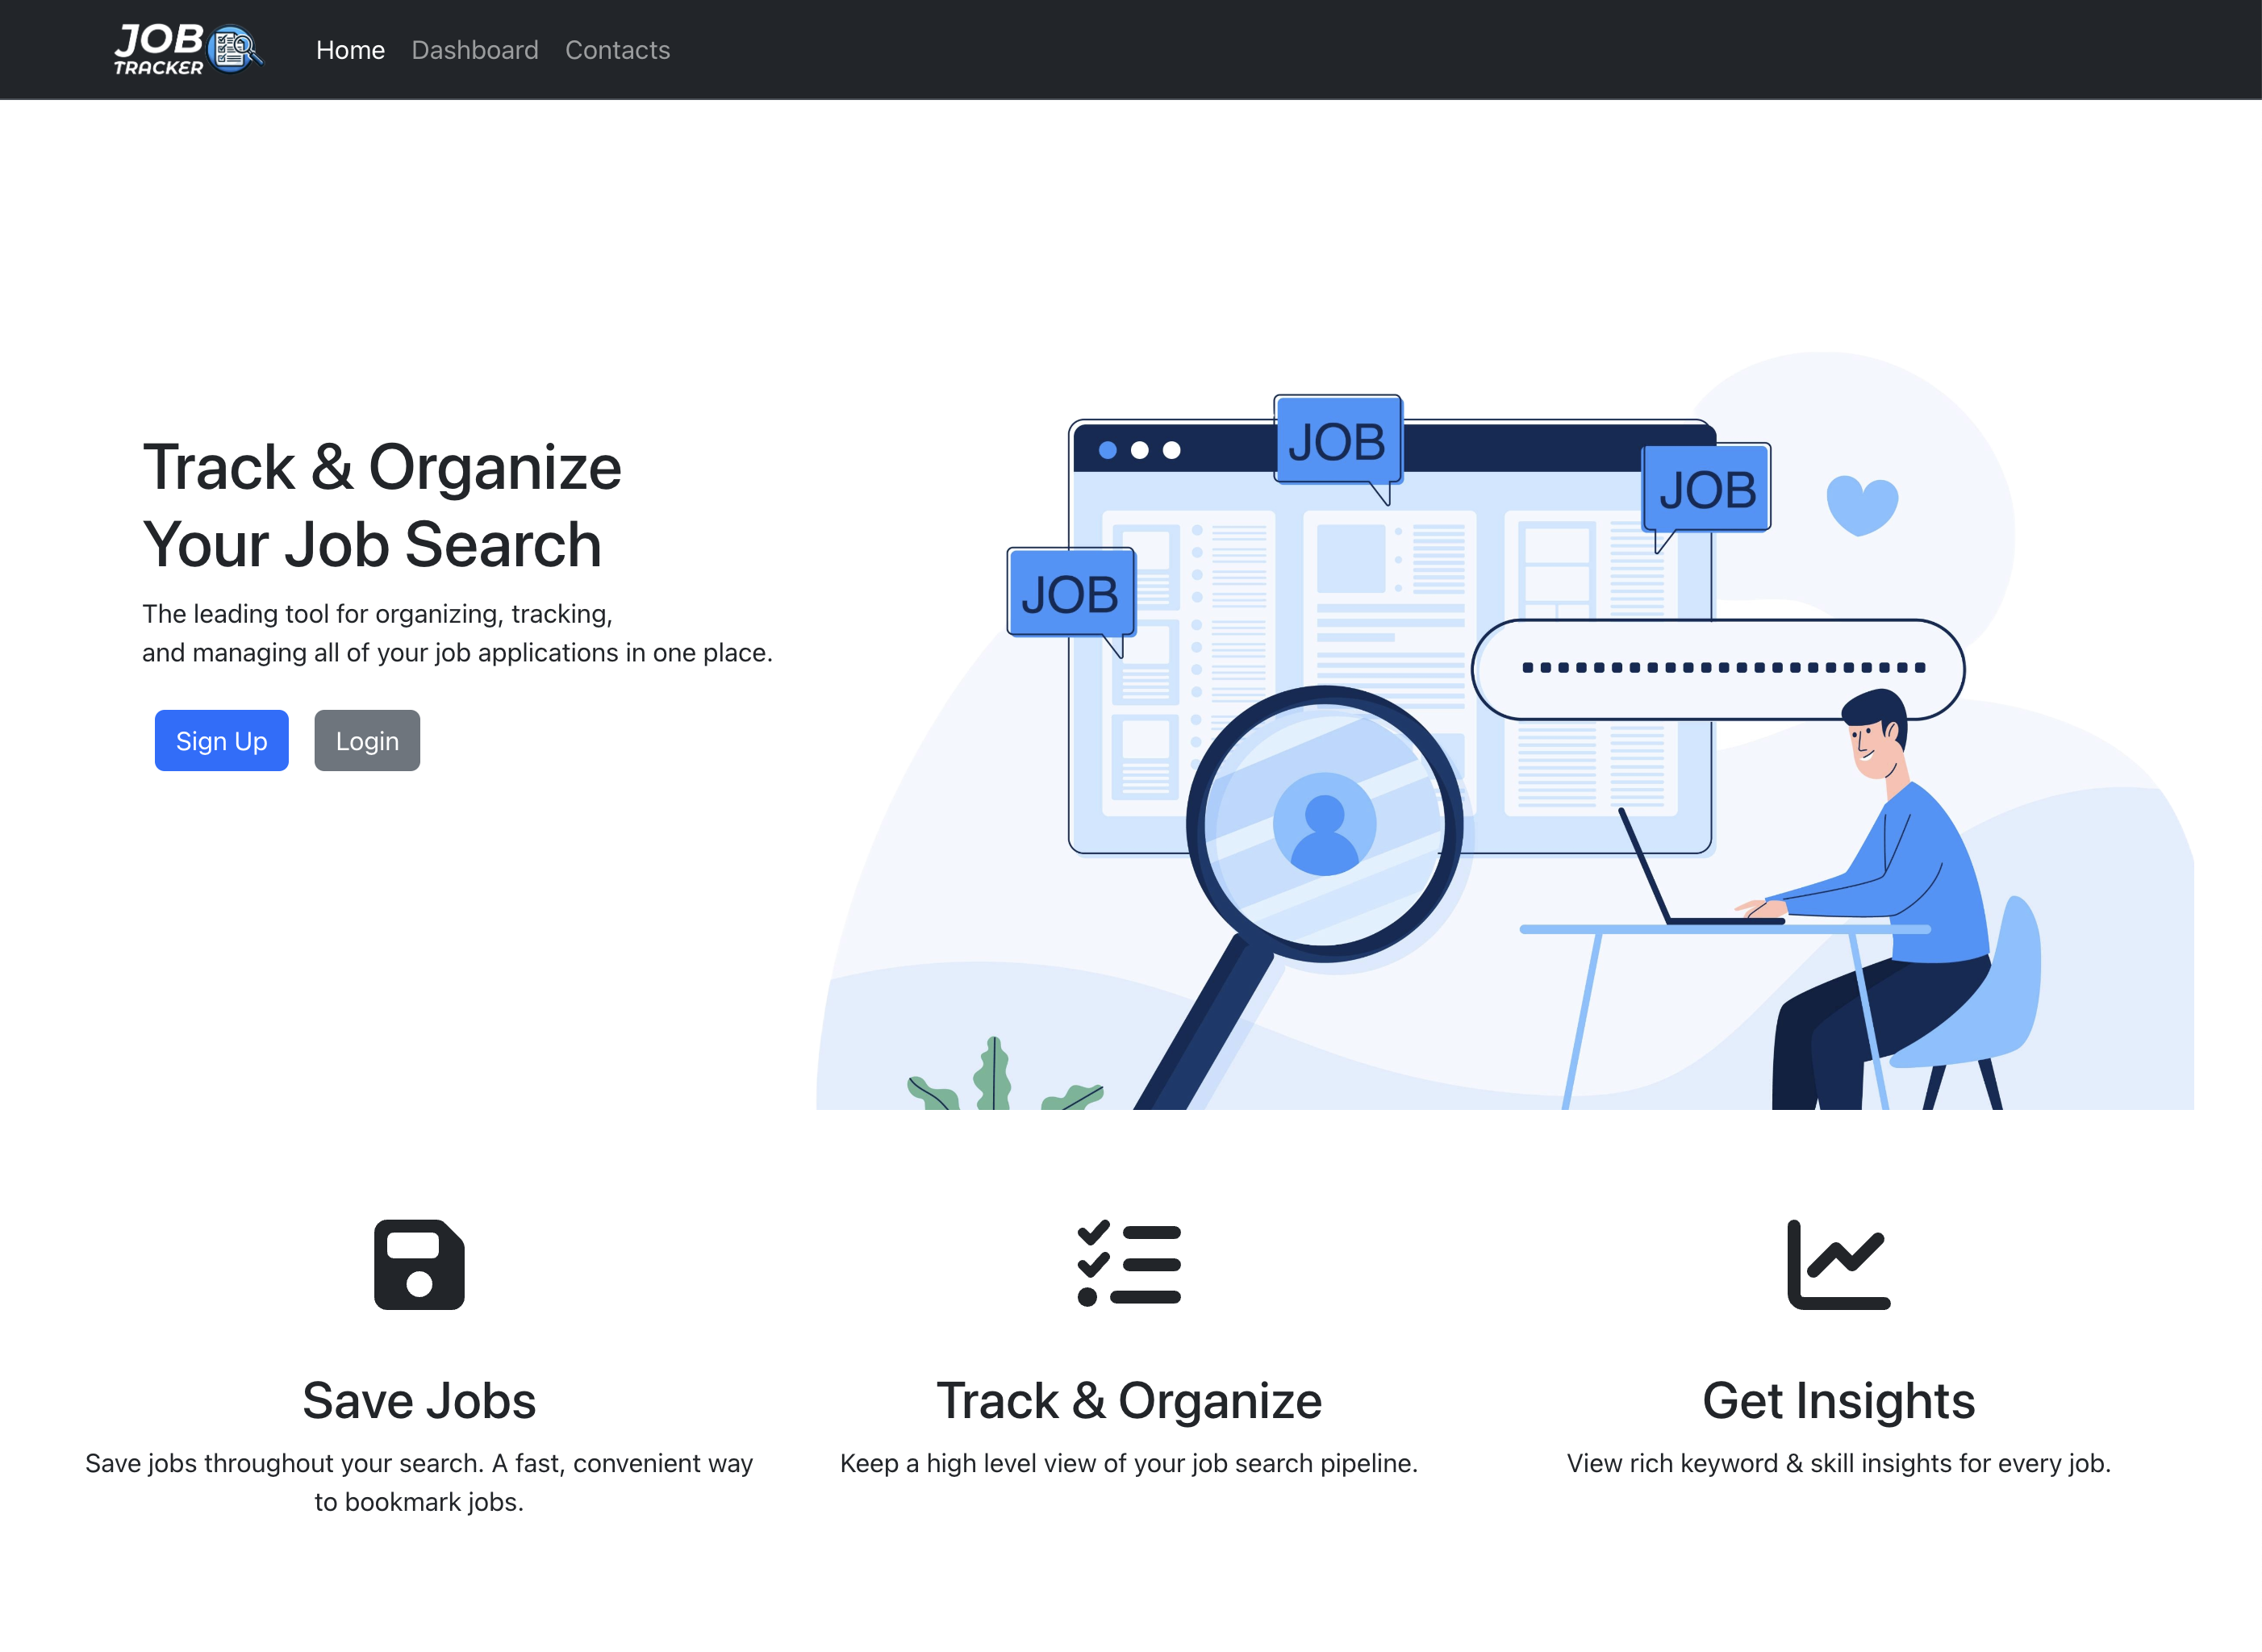 JOB
TRACKER
Home Dashboard Contacts
Track & Organize
Your Job Search
The leading tool for organizing, tracking,
and managing all of your job applications in one place.
Sign Up Login
JOB
JOB
JOB
Save Jobs
Save jobs throughout your search. A fast, convenient way
to bookmark jobs.
Track & Organize
Keep a high level view of your job search pipeline.
Get Insights
View rich keyword & skill insights for every job.